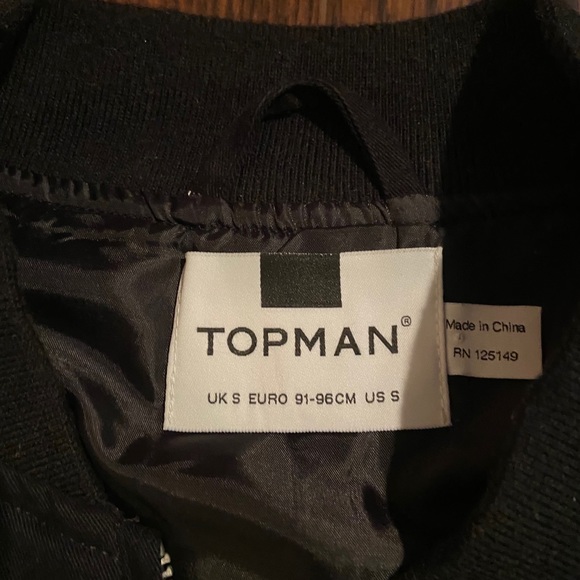 TOPMAN®
UK S EURO 91-96CM US S
Made in China
RN 125149